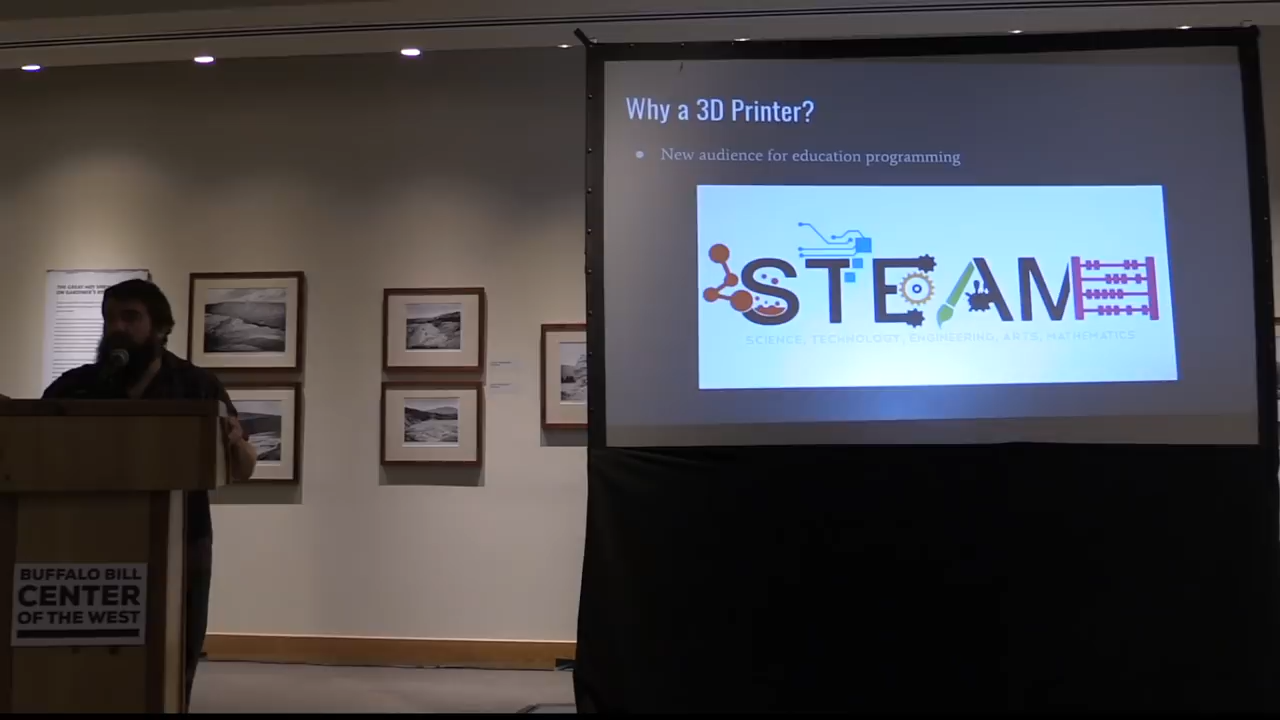 Why a 3D Printer?
• New audience for education programming
STEAM
SCIENCE, TECHNOLOGY, ENGINEERING, ARTS, MATHEMATICS
BUFFALO BILL
CENTER
OF THE WEST